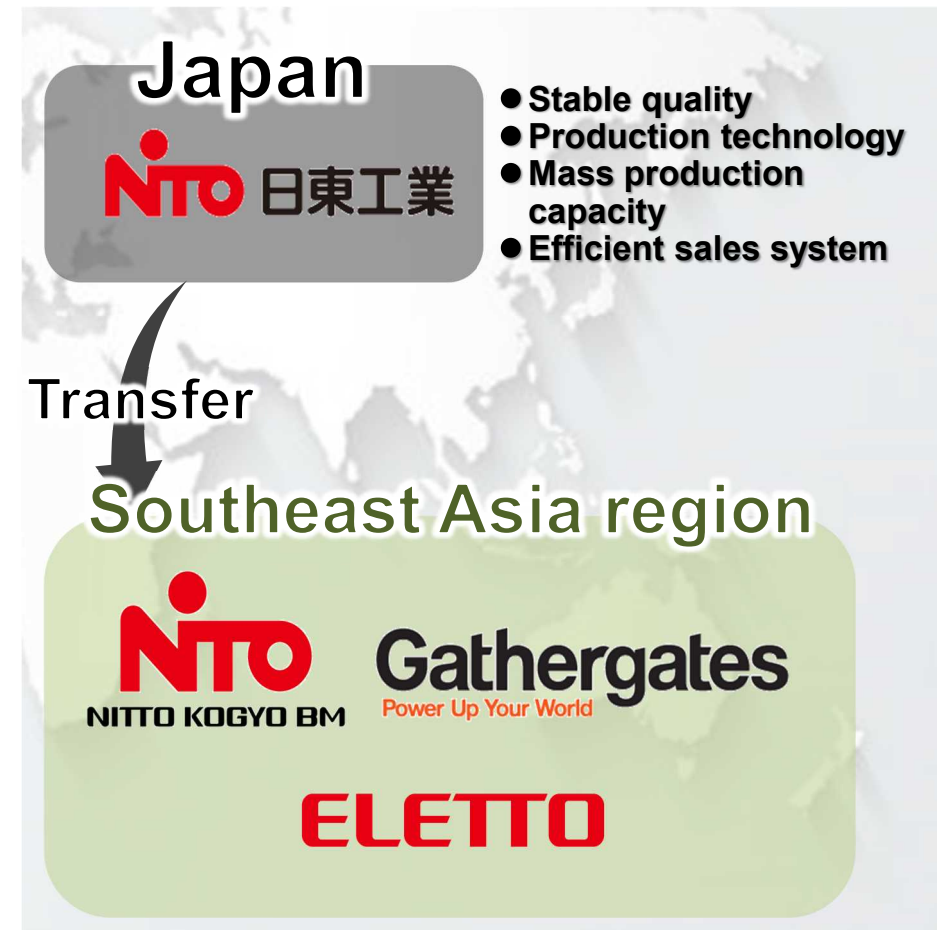 Japan
NITO 日東工業
● Stable quality
● Production technology
● Mass production
capacity
● Efficient sales system
Transfer
Southeast Asia region
NITO
NITTO KOGYO BM
Gathergates
Power Up Your World
ELETTO